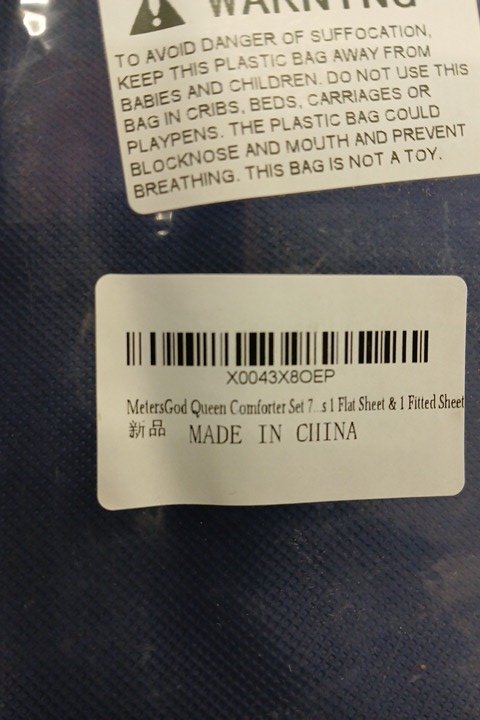 WARNING
TO AVOID DANGER OF SUFFOCATION,
KEEP THIS PLASTIC BAG AWAY FROM
BABIES AND CHILDREN. DO NOT USE THIS
BAG IN CRIBS, BEDS, CARRIAGES OR
PLAYPENS. THE PLASTIC BAG COULD
BLOCKNOSE AND MOUTH AND PREVENT
BREATHING. THIS BAG IS NOT A TOY.
X0043X8OEP
MetersGod Queen Comforter Set 7...s 1 Flat Sheet & 1 Fitted Sheet
新品 MADE IN CHINA